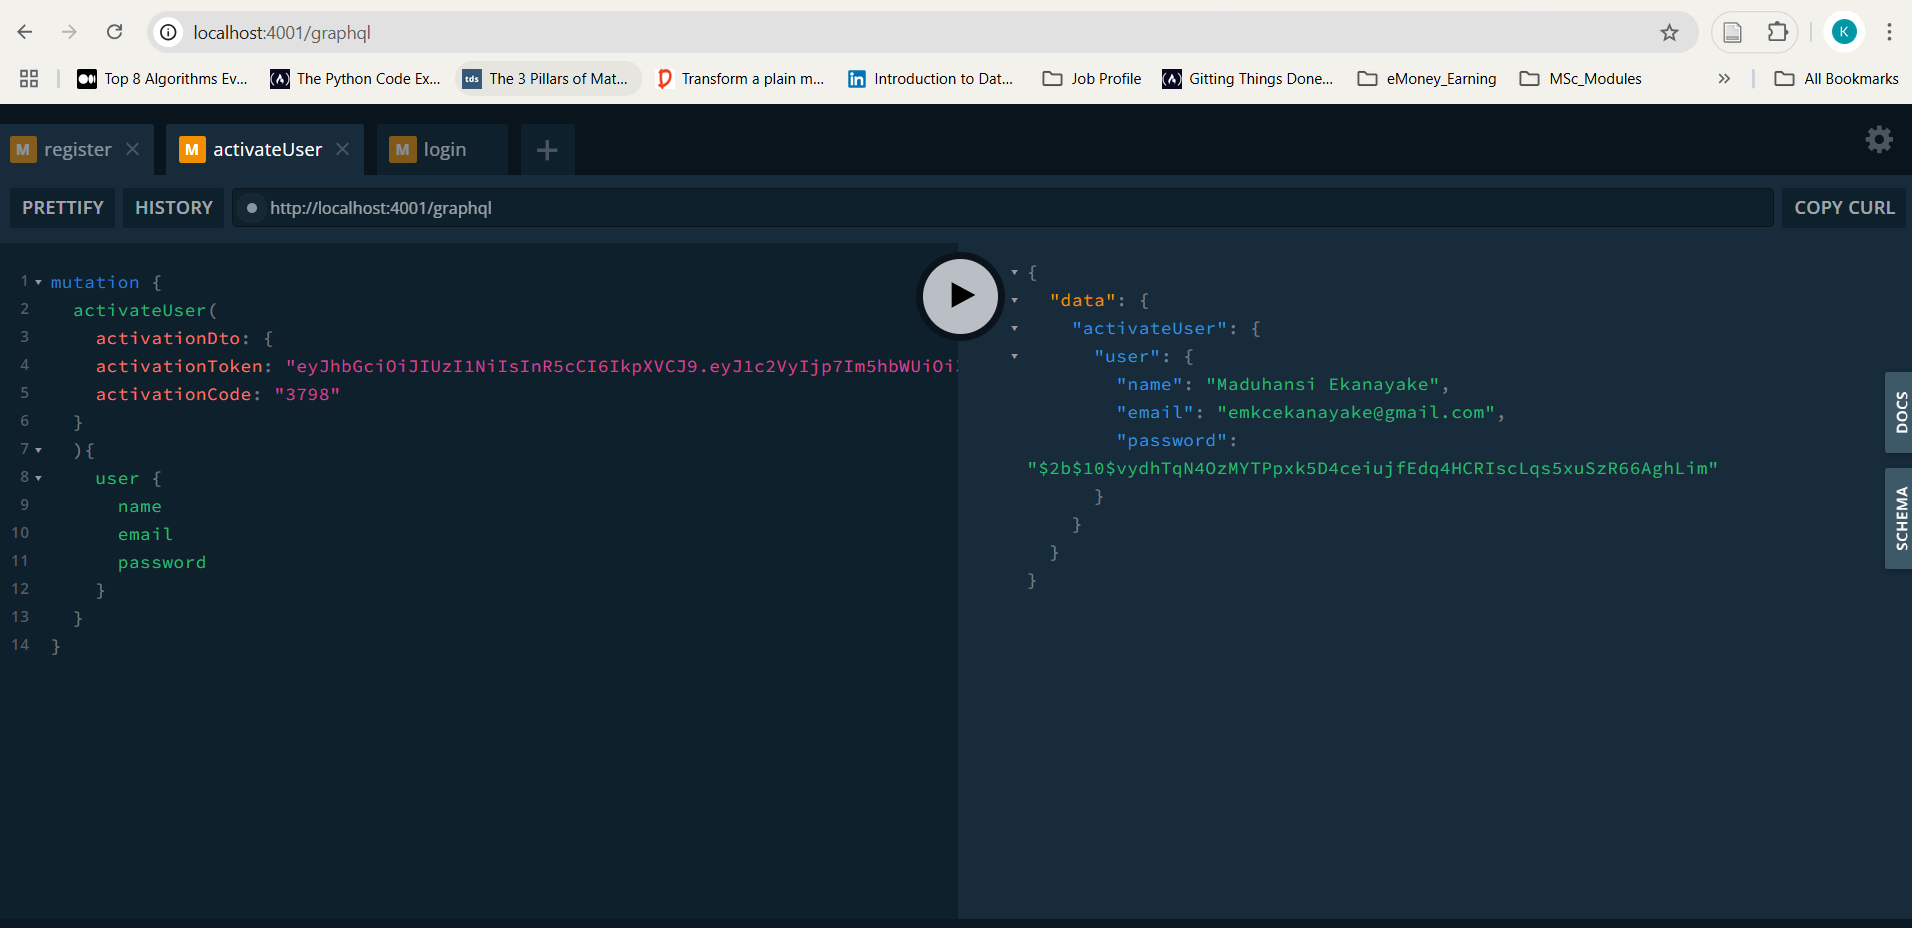 localhost:4001/graphql
K
Top 8 Algorithms Ev...
The Python Code Ex...
tds The 3 Pillars of Mat...
Transform a plain m...
in Introduction to Dat...
Job Profile
Gitting Things Done...
eMoney_Earning
MSc_Modules
» All Bookmarks
M register
M activateUser
M login
PRETTIFY
HISTORY
http://localhost:4001/graphql
COPY CURL
1 mutation {
2 activateUser(
3 activationDto: {
4 activationToken: "eyJhbGciOiJIUzI1NiIsInR5cCI6IkpXVCJ9.eyJ1c2VyIjp7Im5hbWUiOi
5 activationCode: "3798"
6 }
7 ){
8 user {
9 name
10 email
11 password
12 }
13 }
14 }
{
"data": {
"activateUser": {
"user": {
"name": "Maduhansi Ekanayake",
"email": "emkcekanayake@gmail.com",
"password":
"$2b$10$vydhTqN4OzMYTPpxk5D4ceiujfEdq4HCRIscLqs5xuSzR66AghLim"
}
}
}
}
DOCS
SCHEMA